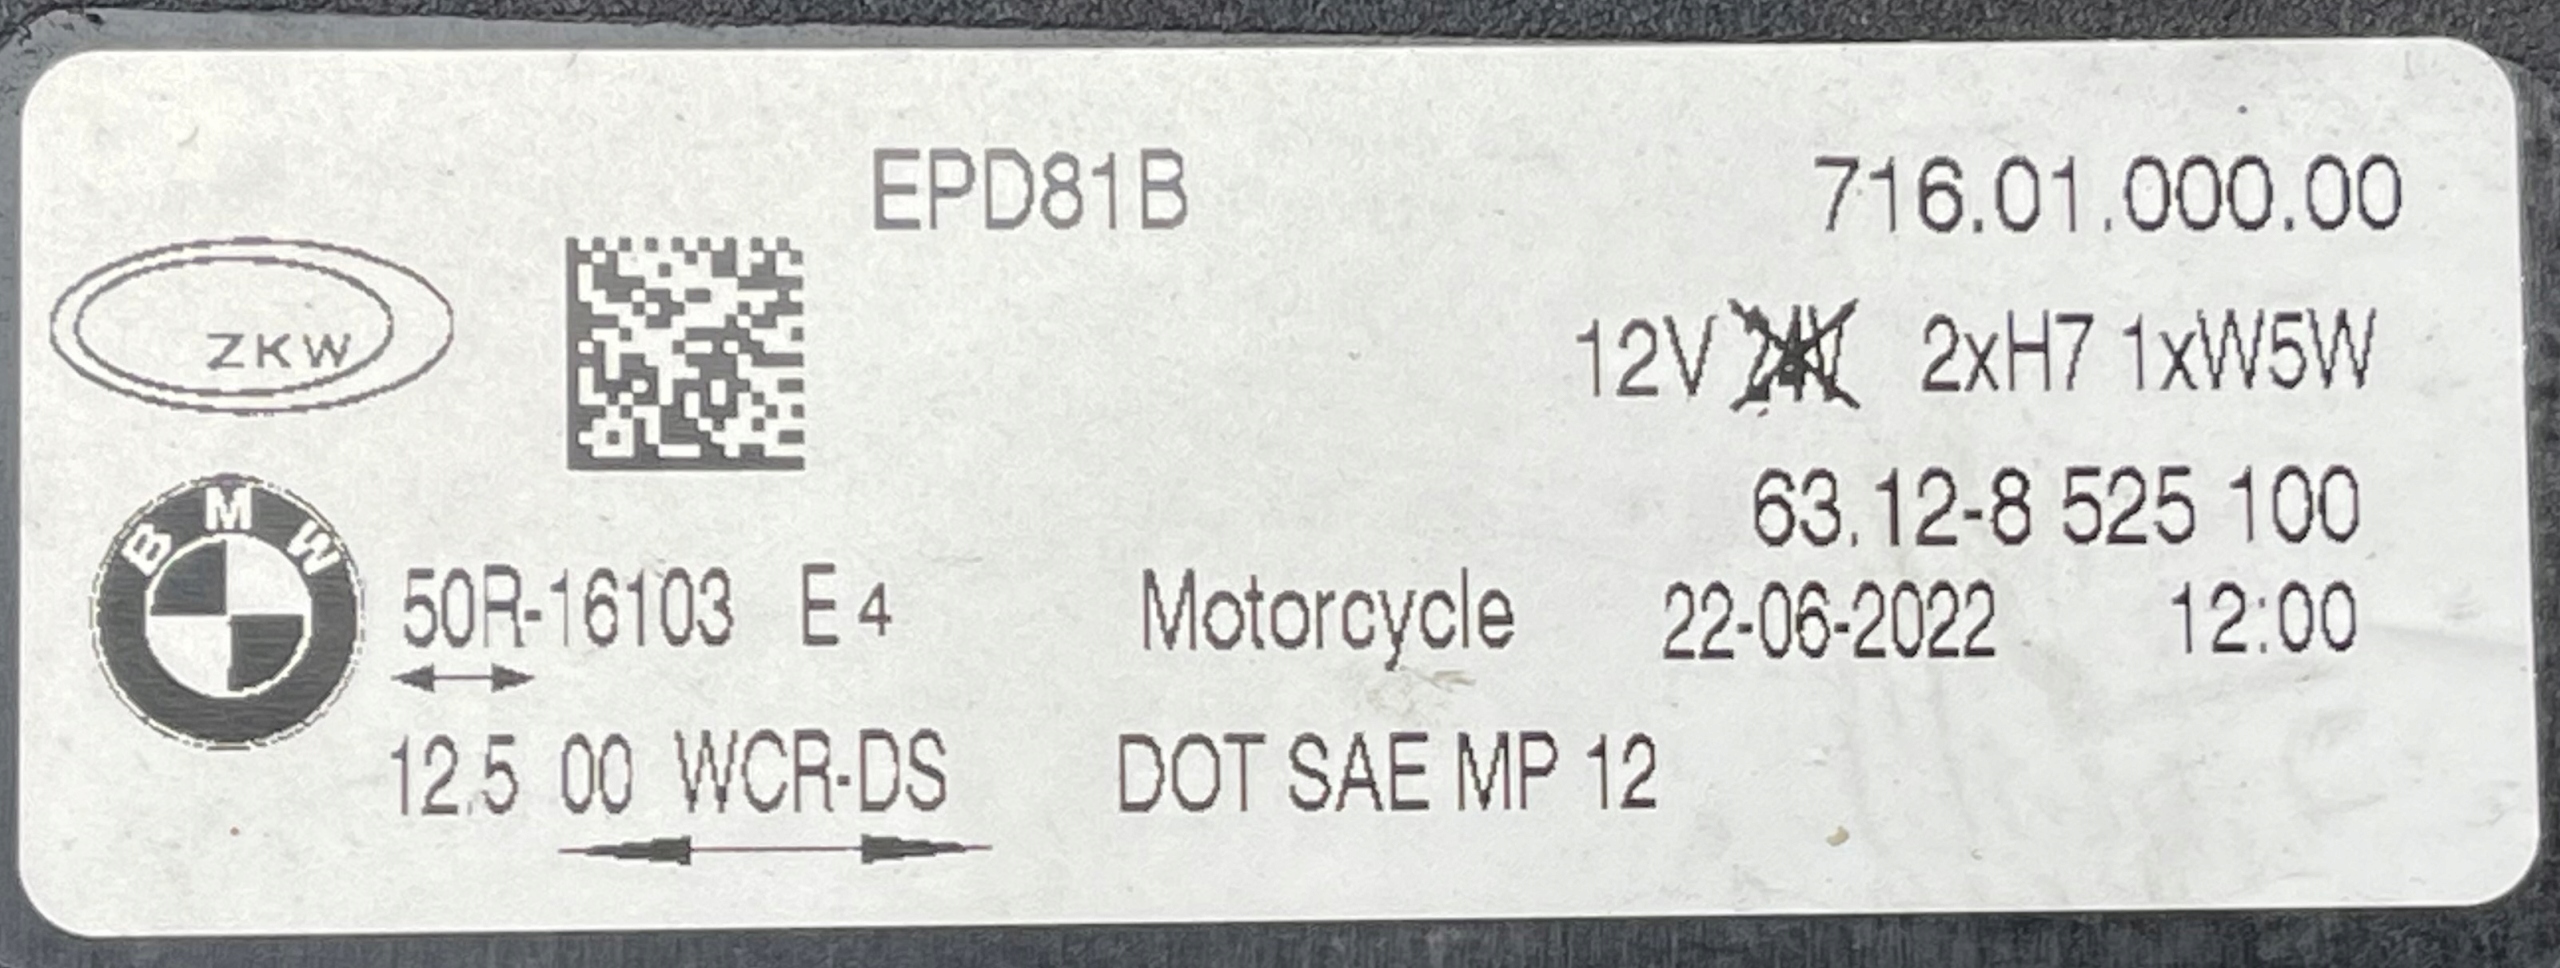 EPD81B
716.01.000.00
ZKW
12V 2xH7 1xW5W
63.12-8 525 100
BMW
50R-16103 E4
Motorcycle 22-06-2022 12:00
12.5 00 WCR-DS
DOT SAE MP 12